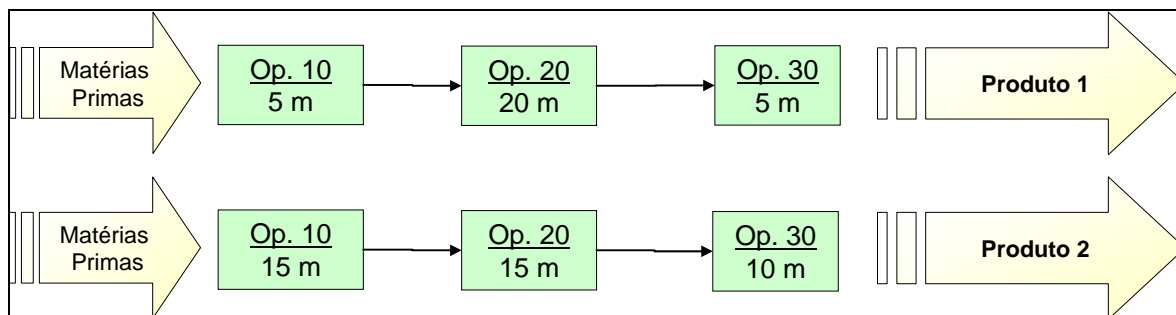 Matérias
Primas
Op. 10
5 m
Op. 20
20 m
Op. 30
5 m
Produto 1
Matérias
Primas
Op. 10
15 m
Op. 20
15 m
Op. 30
10 m
Produto 2